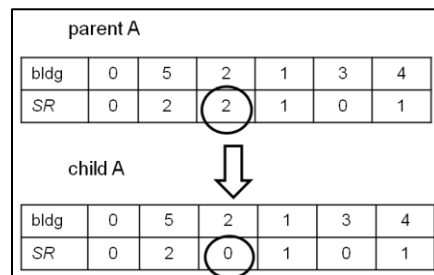 parent A
bldg 0 5 2 1 3 4
SR 0 2 2 1 0 1
child A
bldg 0 5 2 1 3 4
SR 0 2 0 1 0 1